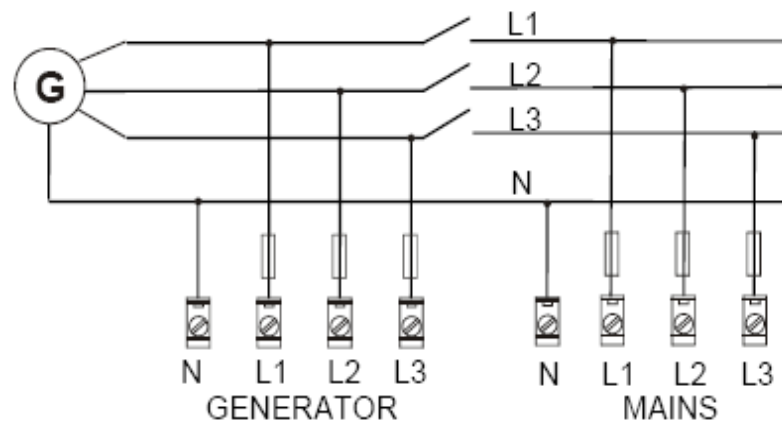 L1
G
L2
L3
N
N L1 L2 L3 N L1 L2 L3
GENERATOR MAINS